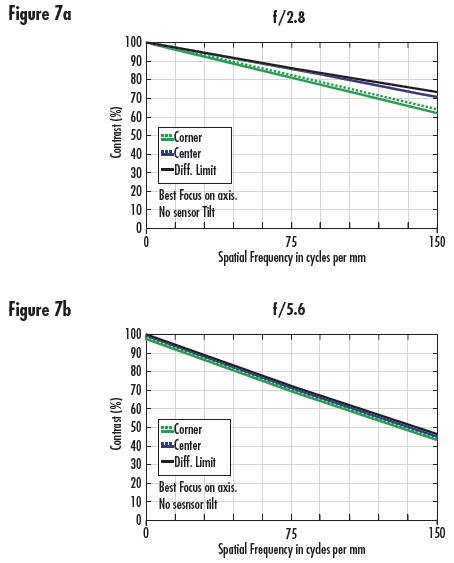 Figure 7a
f/2.8
100
90
80
70
60
50
40
30
20
10
0
Contrast (%)
Corner
Center
Diff. Limit
Best Focus on axis.
No sensor Tilt
0 75 150
Spatial Frequency in cycles per mm
Figure 7b
f/5.6
100
90
80
70
60
50
40
30
20
10
0
Contrast (%)
Corner
Center
Diff. Limit
Best Focus on axis.
No sesnsor tilt
0 75 150
Spatial Frequency in cycles per mm